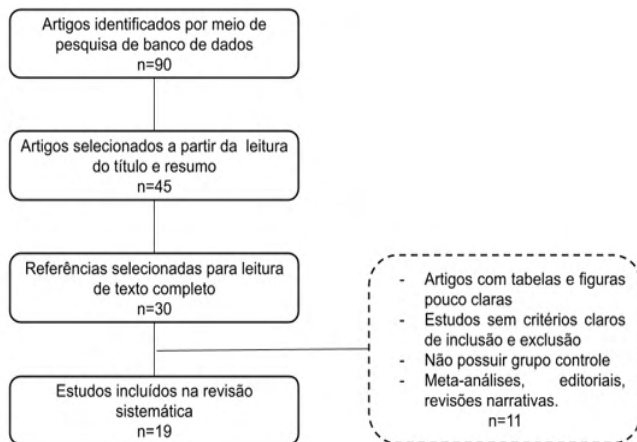 Artigos identificados por meio de
pesquisa de banco de dados
n=90
Artigos selecionados a partir da leitura
do título e resumo
n=45
Referências selecionadas para leitura
de texto completo
n=30
- Artigos com tabelas e figuras
pouco claras
- Estudos sem critérios claros
de inclusão e exclusão
- Não possuir grupo controle
- Meta-análises, editoriais,
revisões narrativas.
n=11
Estudos incluídos na revisão
sistemática
n=19